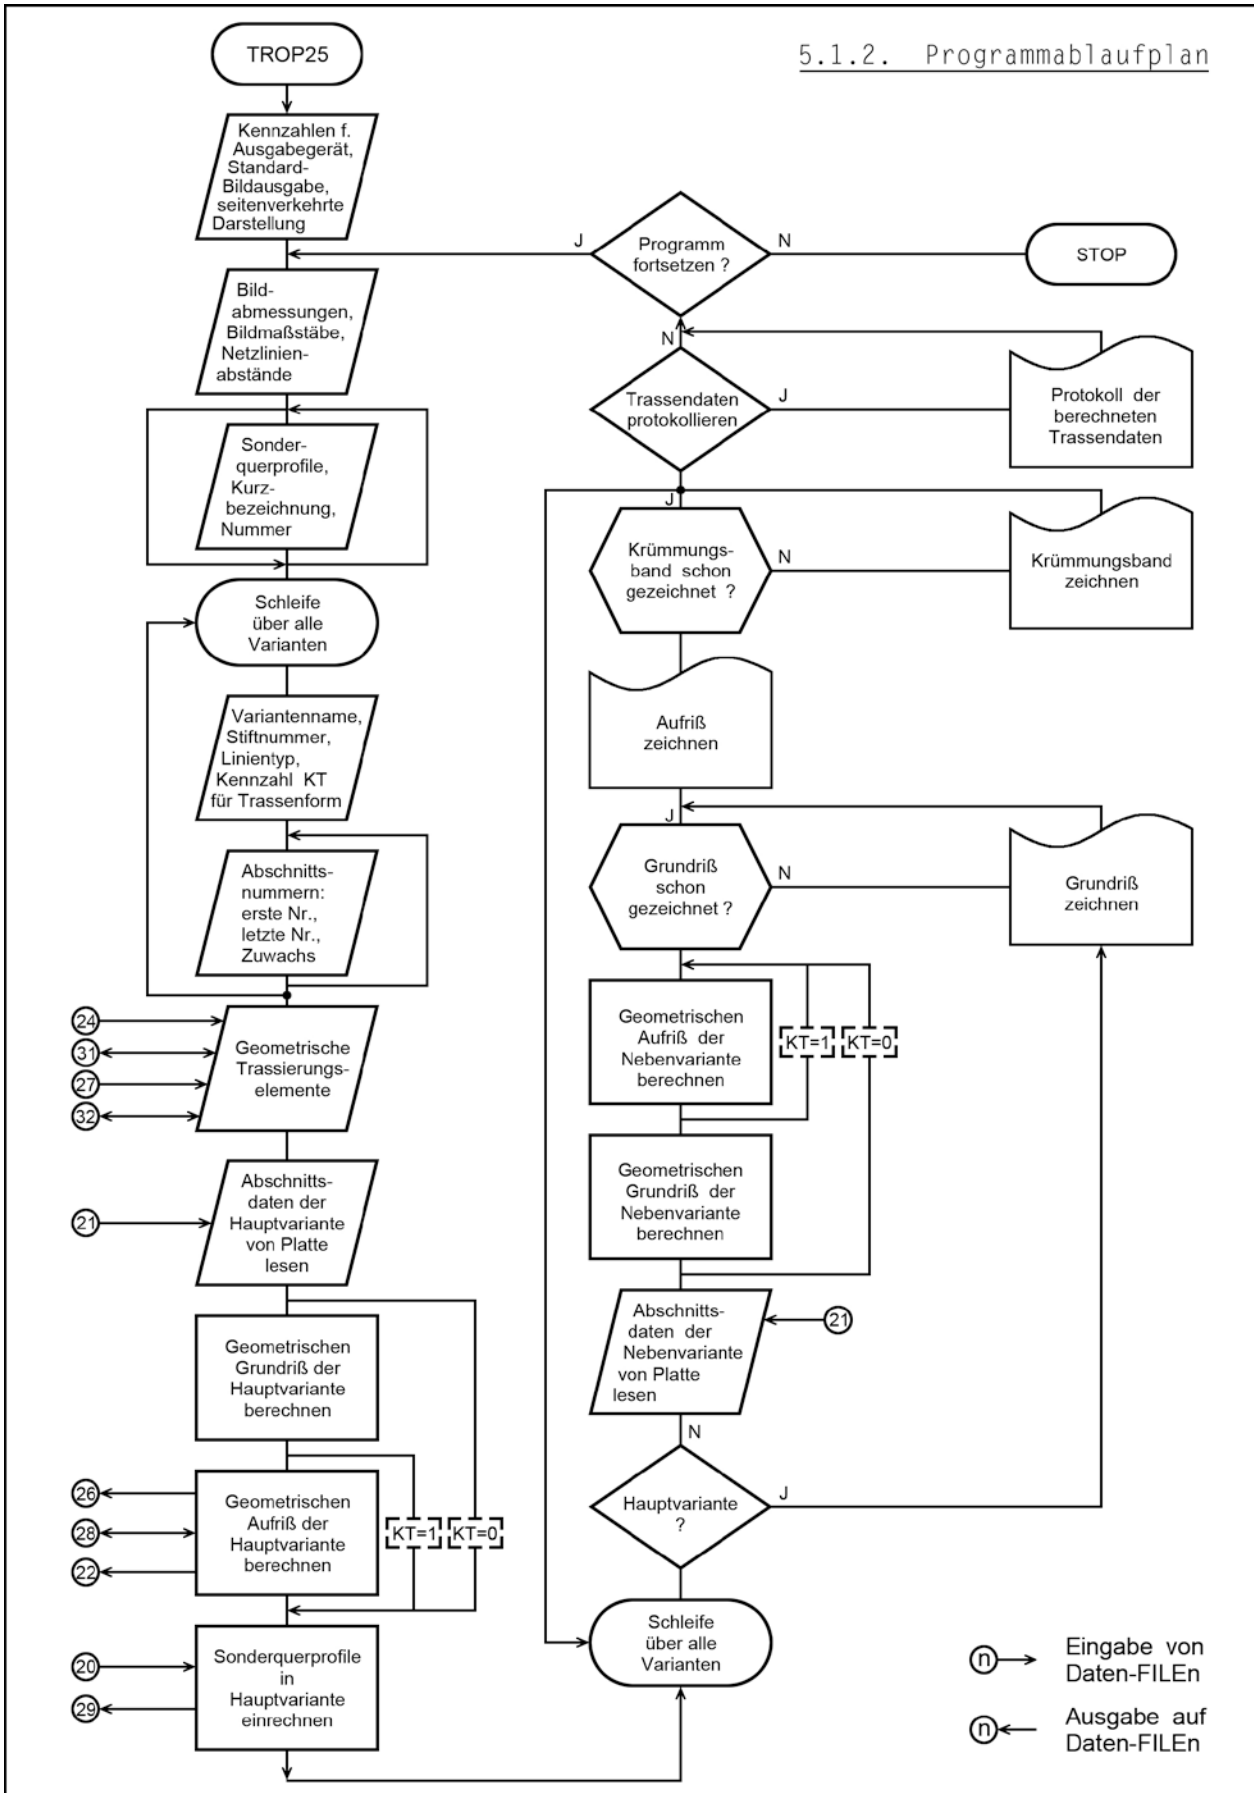 TROP25
5.1.2. Programmablaufplan
Kennzahlen f.
Ausgabegerät,
Standard-
Bildausgabe,
seitenverkehrte
Darstellung
Bild-
abmessungen,
Bildmaßstäbe,
Netzlinien-
abstände
Sonder-
querprofile,
Kurz-
bezeichnung,
Nummer
Schleife
über alle
Varianten
Variantenname,
Stiftnummer,
Linientyp,
Kennzahl KT
für Trassenform
Abschnitts-
nummern:
erste Nr.,
letzte Nr.,
Zuwachs
24
31
27
32
Geometrische
Trassierungs-
elemente
21
Abschnitts-
daten der
Hauptvariante
von Platte
lesen
Geometrischen
Grundriß der
Hauptvariante
berechnen
26
28
22
Geometrischen
Aufriß der
Hauptvariante
berechnen
KT=1
KT=0
20
29
Sonderquerprofile
in
Hauptvariante
einrechnen
J
Programm
fortsetzen ?
N
STOP
N
Trassendaten
protokollieren
J
Protokoll der
berechneten
Trassendaten
J
Krümmungs-
band schon
gezeichnet ?
N
Krümmungsband
zeichnen
Aufriß
zeichnen
J
Grundriß
schon
gezeichnet ?
N
Grundriß
zeichnen
Geometrischen
Aufriß der
Nebenvariante
berechnen
KT=1
KT=0
Geometrischen
Grundriß der
Nebenvariante
berechnen
Abschnitts-
daten der
Nebenvariante
von Platte
lesen
21
N
Hauptvariante
?
J
Schleife
über alle
Varianten
n
Eingabe von
Daten-FILEn
n
Ausgabe auf
Daten-FILEn